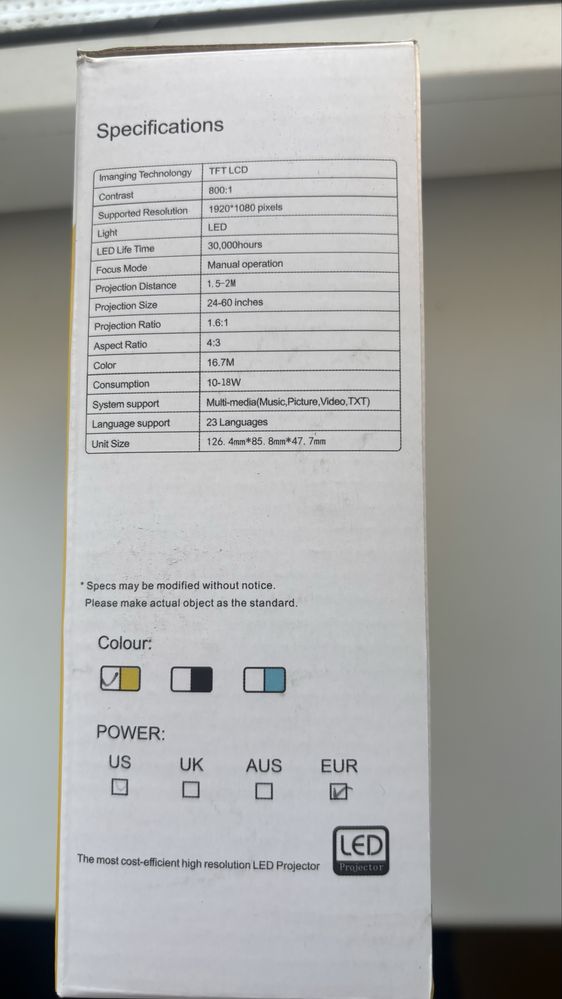 Specifications
Imanging Technolongy TFT LCD
Contrast 800:1
Supported Resolution 1920*1080 pixels
Light LED
LED Life Time 30,000hours
Focus Mode Manual operation
Projection Distance 1.5-2M
Projection Size 24-60 inches
Projection Ratio 1.6:1
Aspect Ratio 4:3
Color 16.7M
Consumption 10-18W
System support Multi-media(Music,Picture,Video,TXT)
Language support 23 Languages
Unit Size 126. 4mm*85. 8mm*47. 7mm
* Specs may be modified without notice.
Please make actual object as the standard.
Colour:
POWER:
US UK AUS EUR
The most cost-efficient high resolution LED Projector
LED
Projector